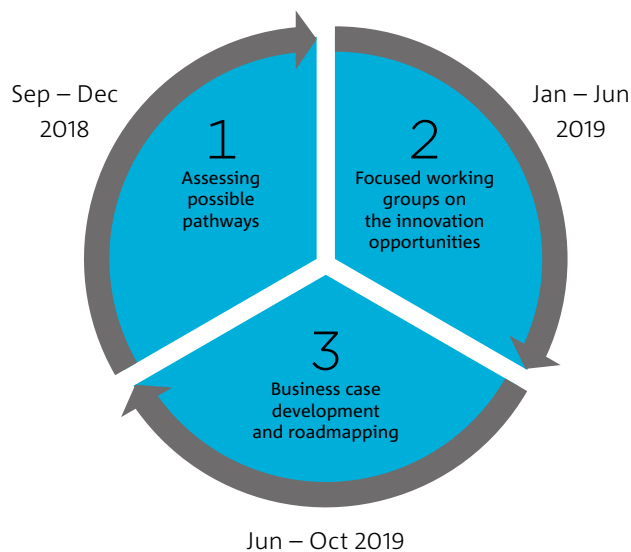 Sep – Dec
2018
1
Assessing
possible
pathways
Jan – Jun
2019
2
Focused working
groups on
the innovation
opportunities
3
Business case
development
and roadmapping
Jun – Oct 2019